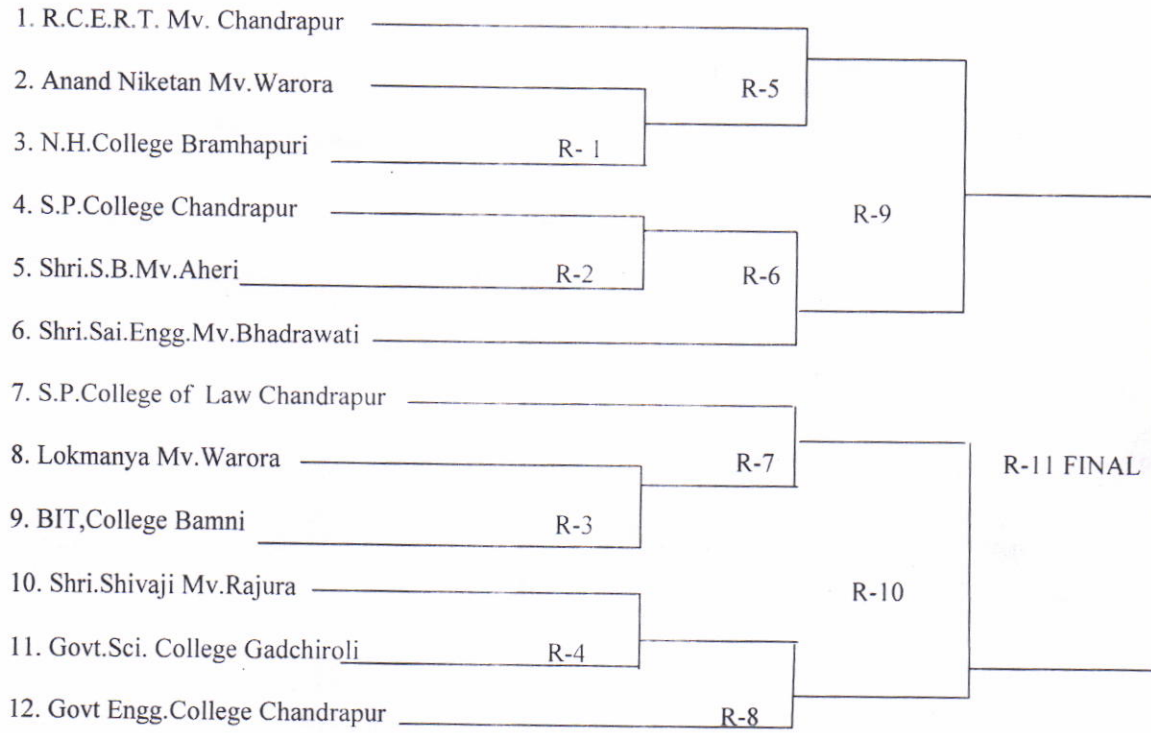 1. R.C.E.R.T. Mv. Chandrapur
2. Anand Niketan Mv.Warora
R-5
3. N.H.College Bramhapuri
R- 1
4. S.P.College Chandrapur
R-9
5. Shri.S.B.Mv.Aheri
R-2
R-6
6. Shri.Sai.Engg.Mv.Bhadrawati
7. S.P.College of Law Chandrapur
8. Lokmanya Mv.Warora
R-7
R-11 FINAL
9. BIT,College Bamni
R-3
10. Shri.Shivaji Mv.Rajura
R-10
11. Govt.Sci. College Gadchiroli
R-4
12. Govt Engg.College Chandrapur
R-8